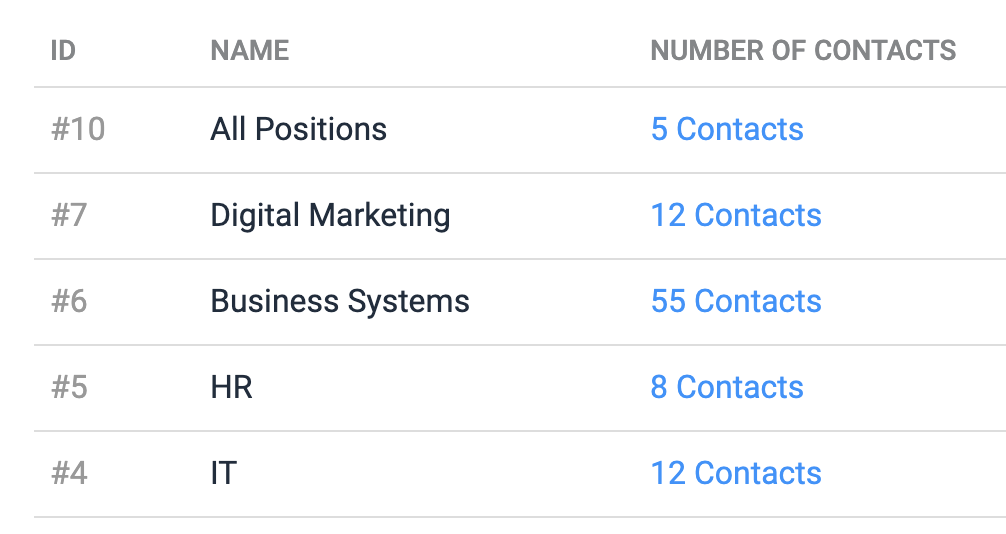 ID NAME NUMBER OF CONTACTS
#10 All Positions 5 Contacts
#7 Digital Marketing 12 Contacts
#6 Business Systems 55 Contacts
#5 HR 8 Contacts
#4 IT 12 Contacts